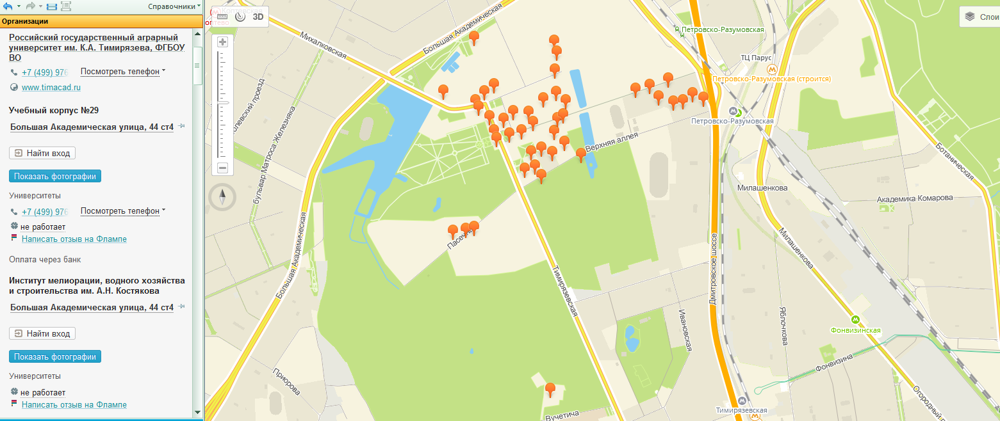 Справочники
Организации
Российский государственный аграрный
университет им. К.А. Тимирязева, ФГБОУ
ВО
+7 (499) 976
Посмотреть телефон
www.timacad.ru
Учебный корпус №29
Большая Академическая улица, 44 ст4
Найти вход
Показать фотографии
Университеты
+7 (499) 976
Посмотреть телефон
не работает
Написать отзыв на Флампе
Оплата через банк
Институт мелиорации, водного хозяйства
и строительства им. А.Н. Костякова
Большая Академическая улица, 44 ст4
Найти вход
Показать фотографии
Университеты
не работает
Написать отзыв на Флампе
3D
Слои
Михалковская
Большая Академическая
Петровско-Разумовская
ТЦ Парус
Петровско-Разумовская (строится)
Петровско-Разумовская
бульвар Матроса Железняка
Верхняя аллея
Ботаническая
Милашенкова
Академика Комарова
Большая Академическая
Тимирязевская
Дмитровское шоссе
Милашенкова
Яблочкова
Ивановская
Фонвизинская
Фонвизина
Приорова
Вучетича
Тимирязевская
Огородный